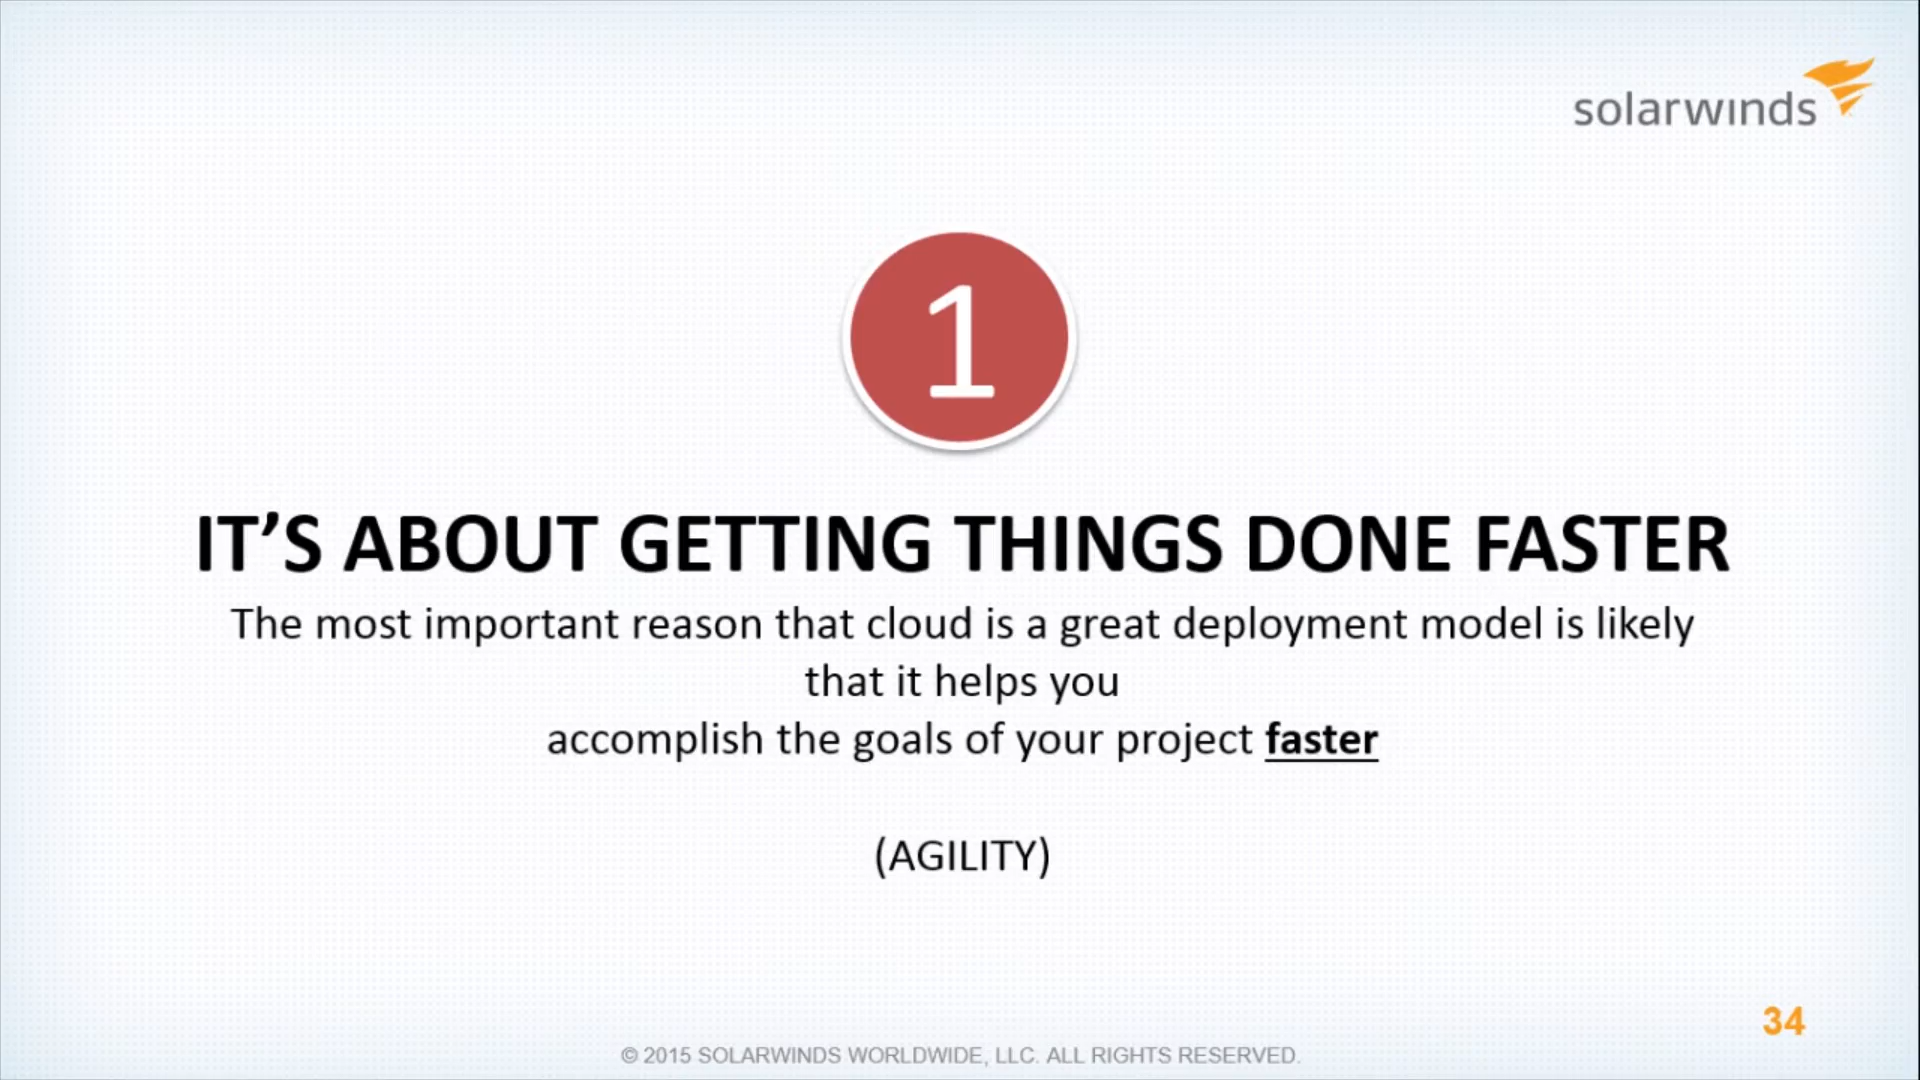 solarwinds
1
IT’S ABOUT GETTING THINGS DONE FASTER
The most important reason that cloud is a great deployment model is likely
that it helps you
accomplish the goals of your project faster
(AGILITY)
34
© 2015 SOLARWINDS WORLDWIDE, LLC. ALL RIGHTS RESERVED.